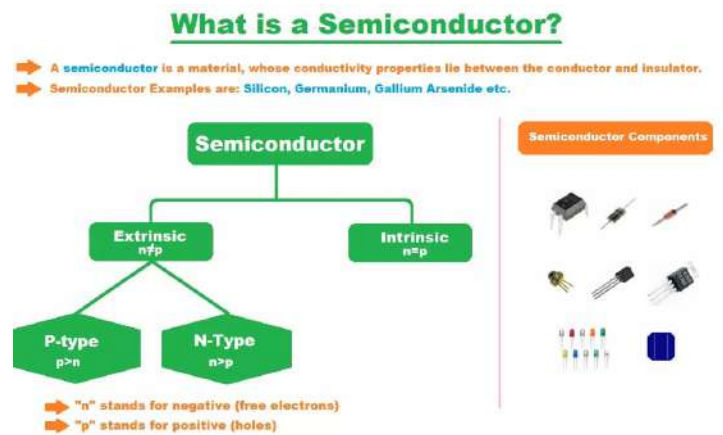 What is a Semiconductor?
A semiconductor is a material, whose conductivity properties lie between the conductor and insulator.
Semiconductor Examples are: Silicon, Germanium, Gallium Arsenide etc.
Semiconductor
Extrinsic
n≠p
Intrinsic
n=p
P-type
p>n
N-Type
n>p
"n" stands for negative (free electrons)
"p" stands for positive (holes)
Semiconductor Components